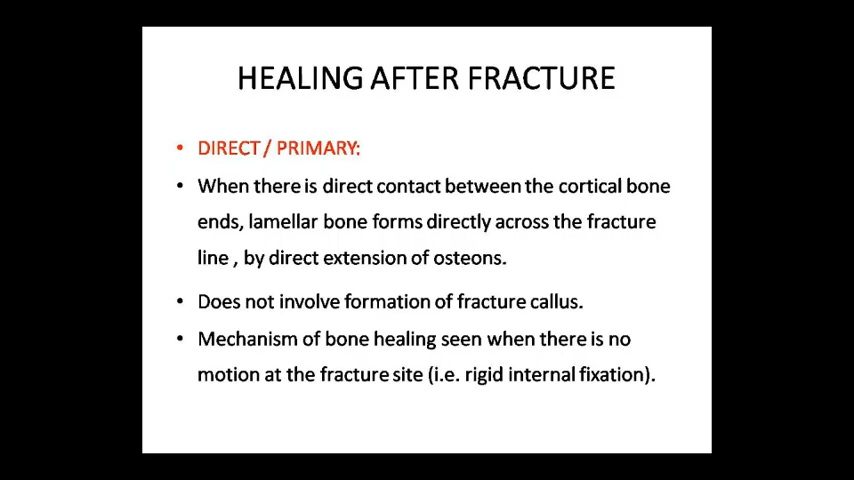 HEALING AFTER FRACTURE
• DIRECT / PRIMARY:
• When there is direct contact between the cortical bone
ends, lamellar bone forms directly across the fracture
line , by direct extension of osteons.
• Does not involve formation of fracture callus.
• Mechanism of bone healing seen when there is no
motion at the fracture site (i.e. rigid internal fixation).